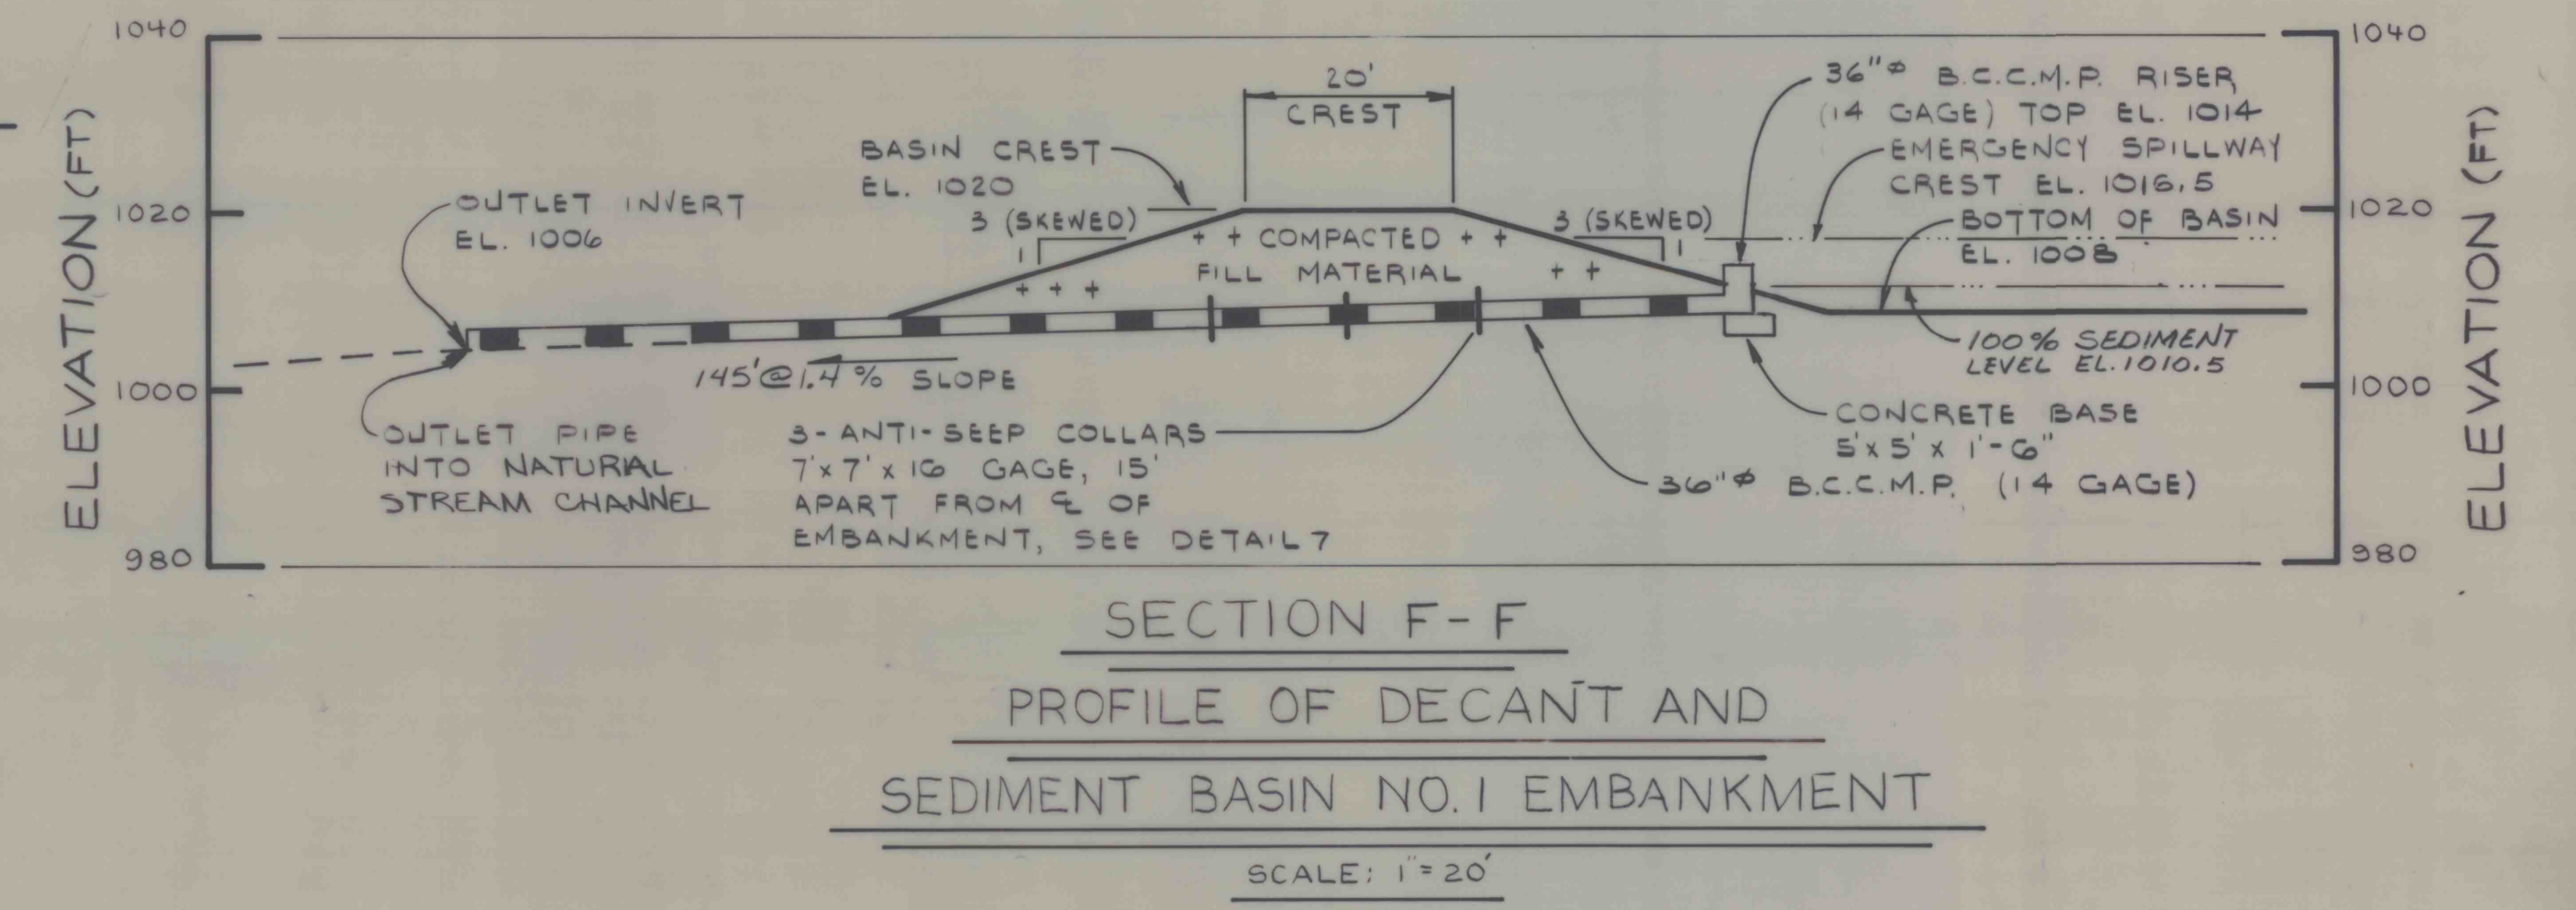 1040
1020
1000
980
ELEVATION (FT)
OUTLET INVERT
EL. 1006
BASIN CREST
EL. 1020
3 (SKEWED)
1
20'
CREST
+ + COMPACTED + +
FILL MATERIAL + +
+ + +
3 (SKEWED)
1
36"⌀ B.C.C.M.P. RISER
(14 GAGE) TOP EL. 1014
EMERGENCY SPILLWAY
CREST EL. 1016.5
BOTTOM OF BASIN
EL. 1008
100% SEDIMENT
LEVEL EL. 1010.5
CONCRETE BASE
5' x 5' x 1'-6"
36"⌀ B.C.C.M.P. (14 GAGE)
145' @ 1.4 % SLOPE
OUTLET PIPE
INTO NATURAL
STREAM CHANNEL
3-ANTI-SEEP COLLARS
7' x 7' x 16 GAGE, 15'
APART FROM ℄ OF
EMBANKMENT, SEE DETAIL 7
1040
1020
1000
980
ELEVATION (FT)
SECTION F-F
PROFILE OF DECANT AND
SEDIMENT BASIN NO. 1 EMBANKMENT
SCALE: 1" = 20'